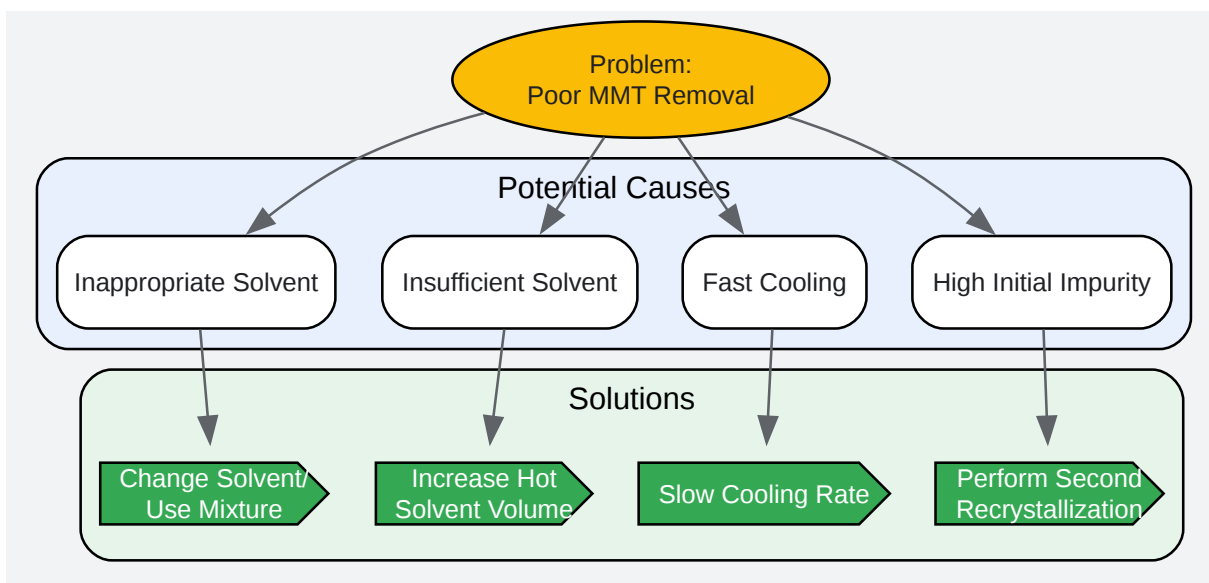 Problem:
Poor MMT Removal
Potential Causes
Inappropriate Solvent
Insufficient Solvent
Fast Cooling
High Initial Impurity
Solutions
Change Solvent/
Use Mixture
Increase Hot
Solvent Volume
Slow Cooling Rate
Perform Second
Recrystallization